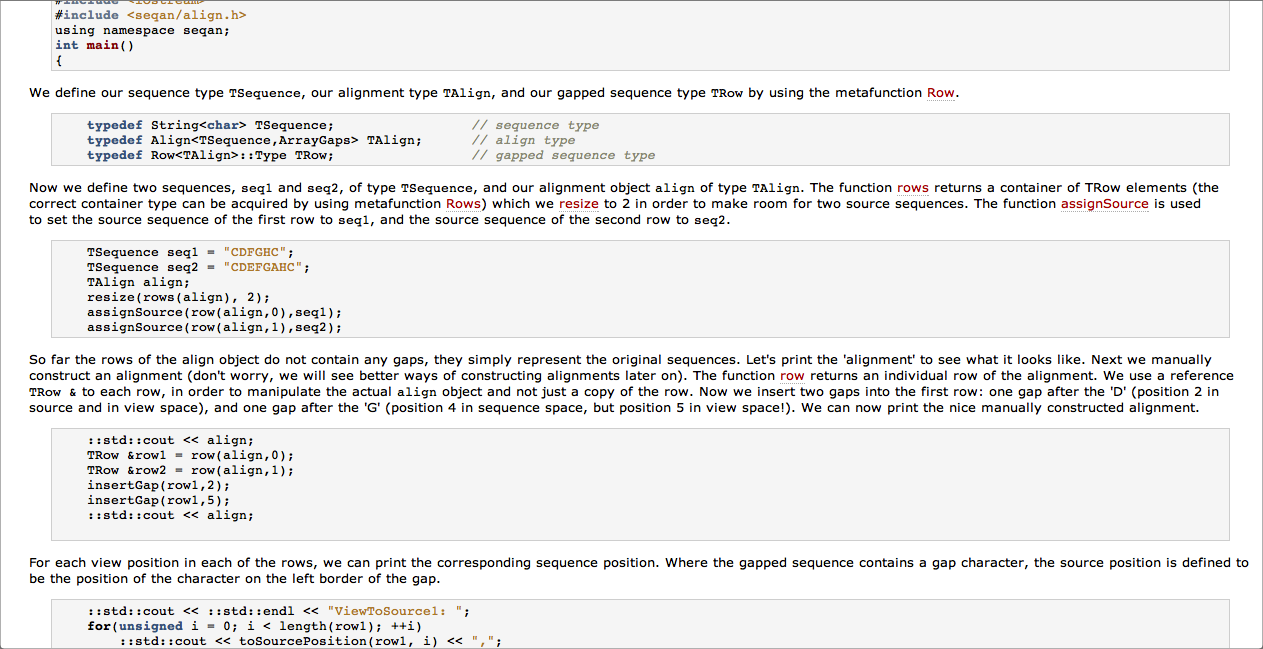 #include <iostream>
#include <seqan/align.h>
using namespace seqan;
int main()
{
We define our sequence type TSequence, our alignment type TAlign, and our gapped sequence type TRow by using the metafunction Row.
typedef String<char> TSequence; // sequence type
typedef Align<TSequence,ArrayGaps> TAlign; // align type
typedef Row<TAlign>::Type TRow; // gapped sequence type
Now we define two sequences, seq1 and seq2, of type TSequence, and our alignment object align of type TAlign. The function rows returns a container of TRow elements (the
correct container type can be acquired by using metafunction Rows) which we resize to 2 in order to make room for two source sequences. The function assignSource is used
to set the source sequence of the first row to seq1, and the source sequence of the second row to seq2.
TSequence seq1 = "CDFGHC";
TSequence seq2 = "CDEFGAHC";
TAlign align;
resize(rows(align), 2);
assignSource(row(align,0),seq1);
assignSource(row(align,1),seq2);
So far the rows of the align object do not contain any gaps, they simply represent the original sequences. Let's print the 'alignment' to see what it looks like. Next we manually
construct an alignment (don't worry, we will see better ways of constructing alignments later on). The function row returns an individual row of the alignment. We use a reference
TRow & to each row, in order to manipulate the actual align object and not just a copy of the row. Now we insert two gaps into the first row: one gap after the 'D' (position 2 in
source and in view space), and one gap after the 'G' (position 4 in sequence space, but position 5 in view space!). We can now print the nice manually constructed alignment.
::std::cout << align;
TRow &row1 = row(align,0);
TRow &row2 = row(align,1);
insertGap(row1,2);
insertGap(row1,5);
::std::cout << align;
For each view position in each of the rows, we can print the corresponding sequence position. Where the gapped sequence contains a gap character, the source position is defined to
be the position of the character on the left border of the gap.
::std::cout << ::std::endl << "ViewToSource1: ";
for(unsigned i = 0; i < length(row1); ++i)
::std::cout << toSourcePosition(row1, i) << ",";